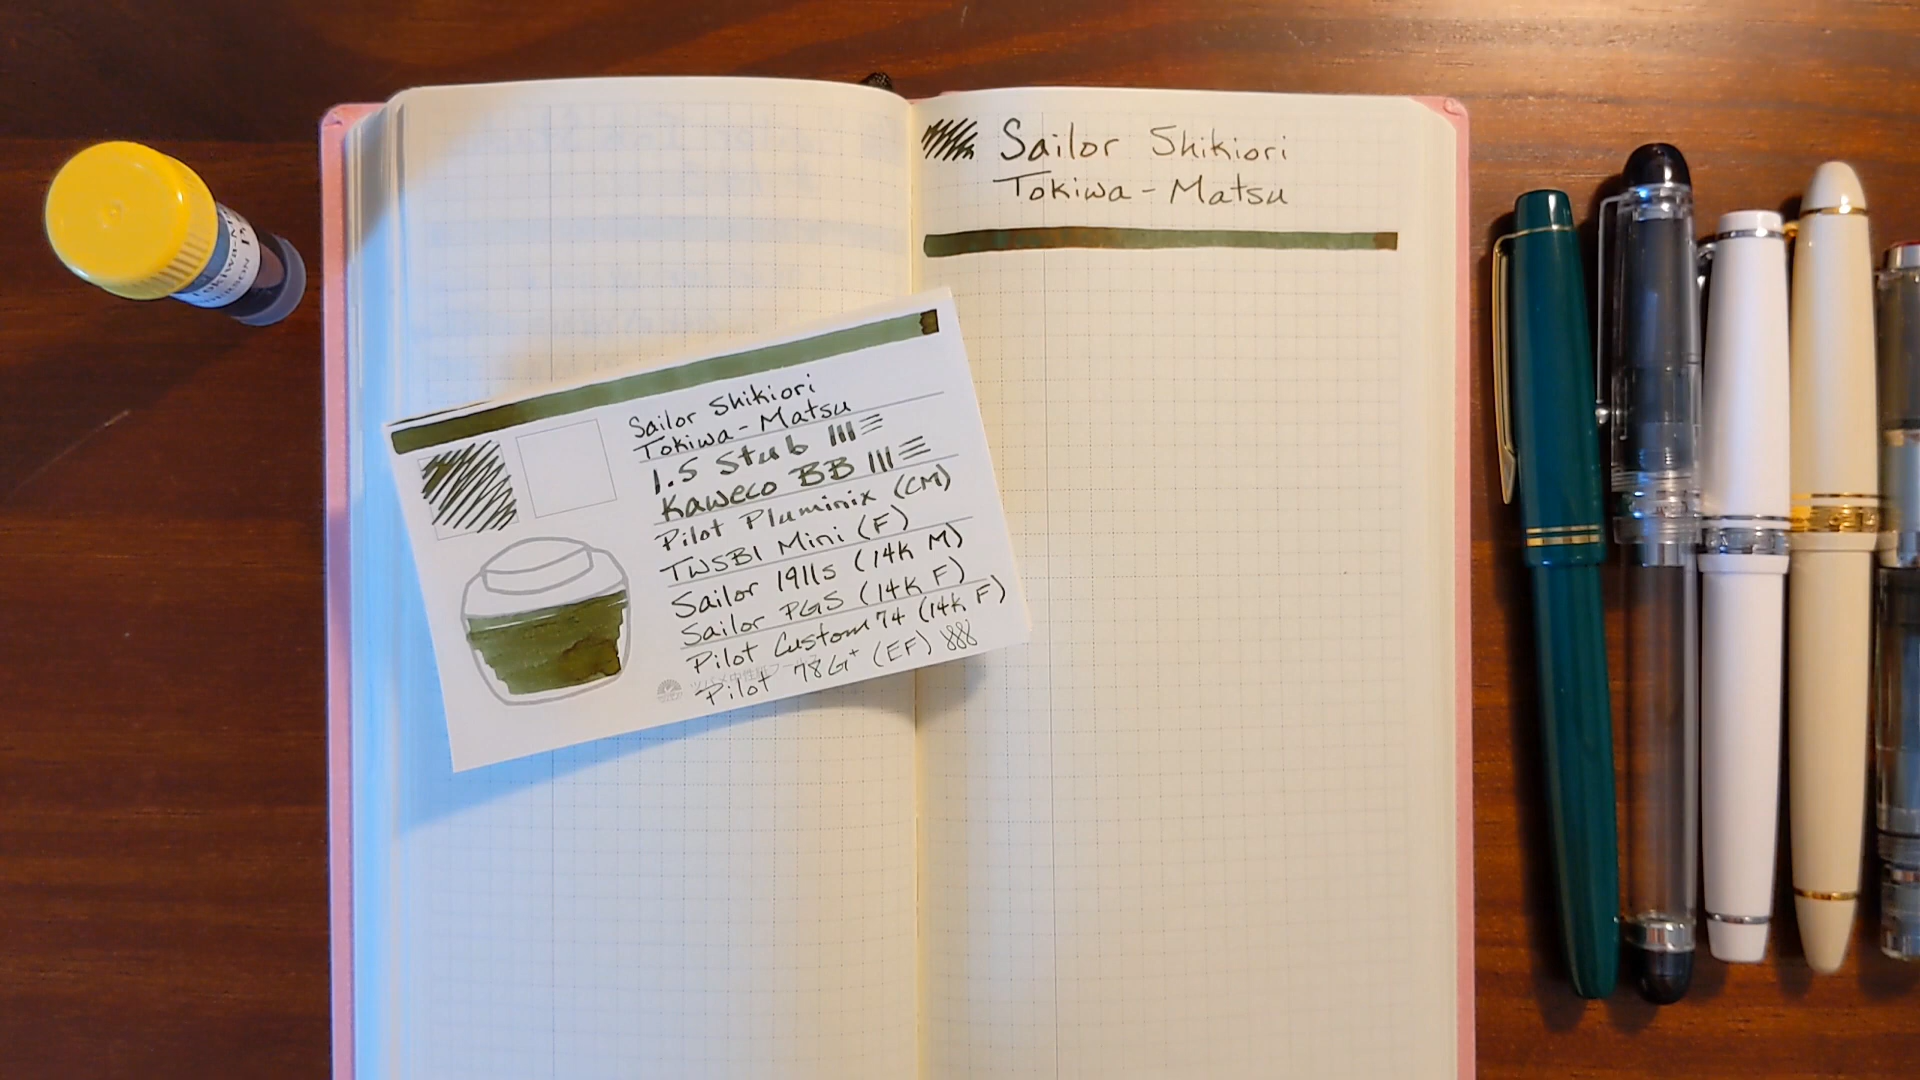 Sailor Shikiori
Tokiwa-Matsu
Sailor Shikiori
Tokiwa-Matsu
1.5 Stub
Kaweco BB
Pilot Pluminix (CM)
TWSBI Mini (F)
Sailor 1911s (14K M)
Sailor PGS (14K F)
Pilot Custom 74 (14K F)
Pilot 78G+ (EF)